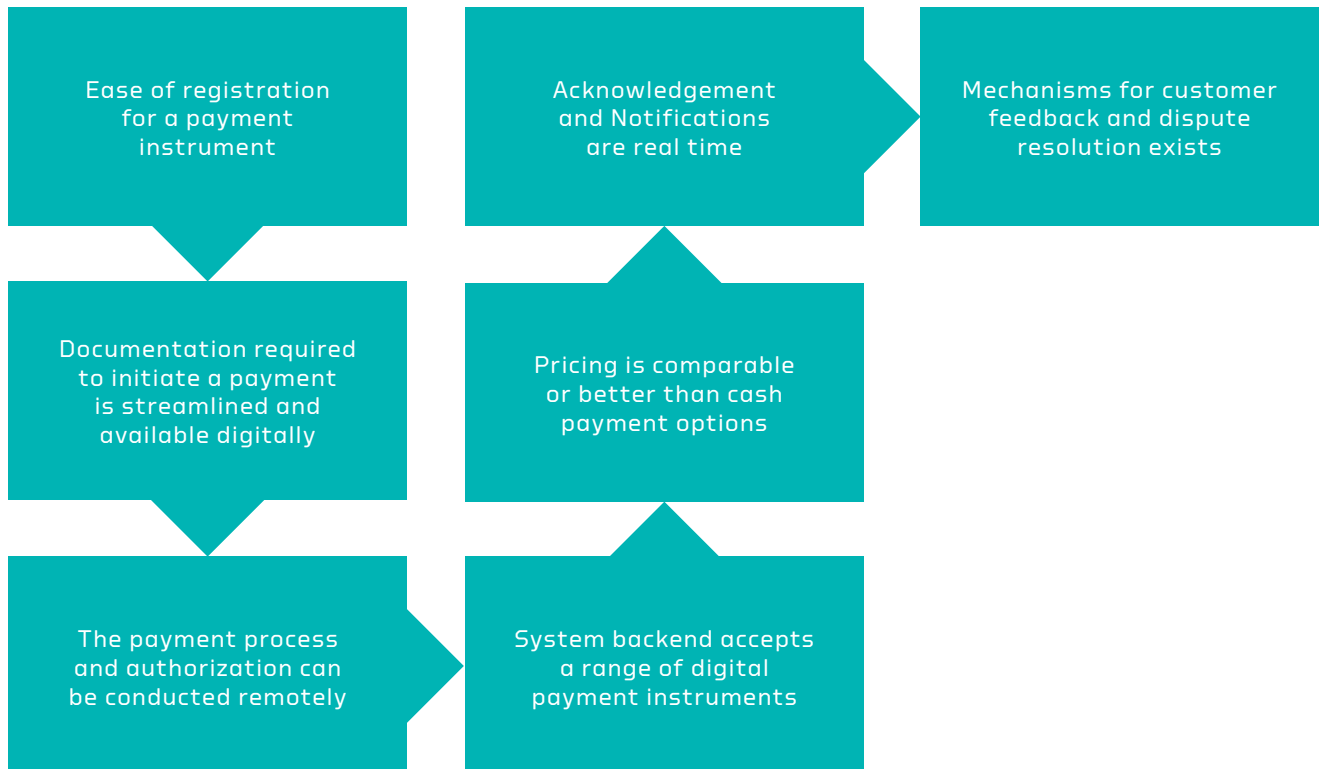 Ease of registration
for a payment
instrument
Documentation required
to initiate a payment
is streamlined and
available digitally
The payment process
and authorization can
be conducted remotely
System backend accepts
a range of digital
payment instruments
Pricing is comparable
or better than cash
payment options
Acknowledgement
and Notifications
are real time
Mechanisms for customer
feedback and dispute
resolution exists